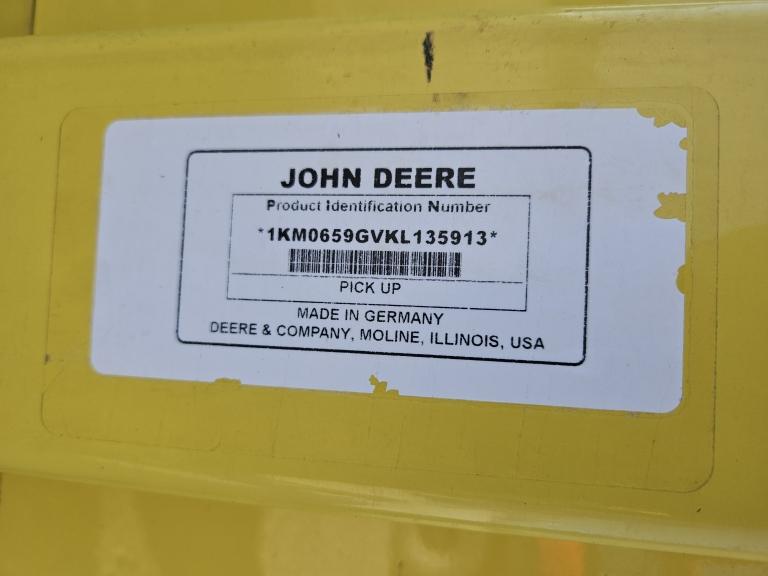 JOHN DEERE
Product Identification Number
*1KM0659GVKL135913*
PICK UP
MADE IN GERMANY
DEERE & COMPANY, MOLINE, ILLINOIS, USA